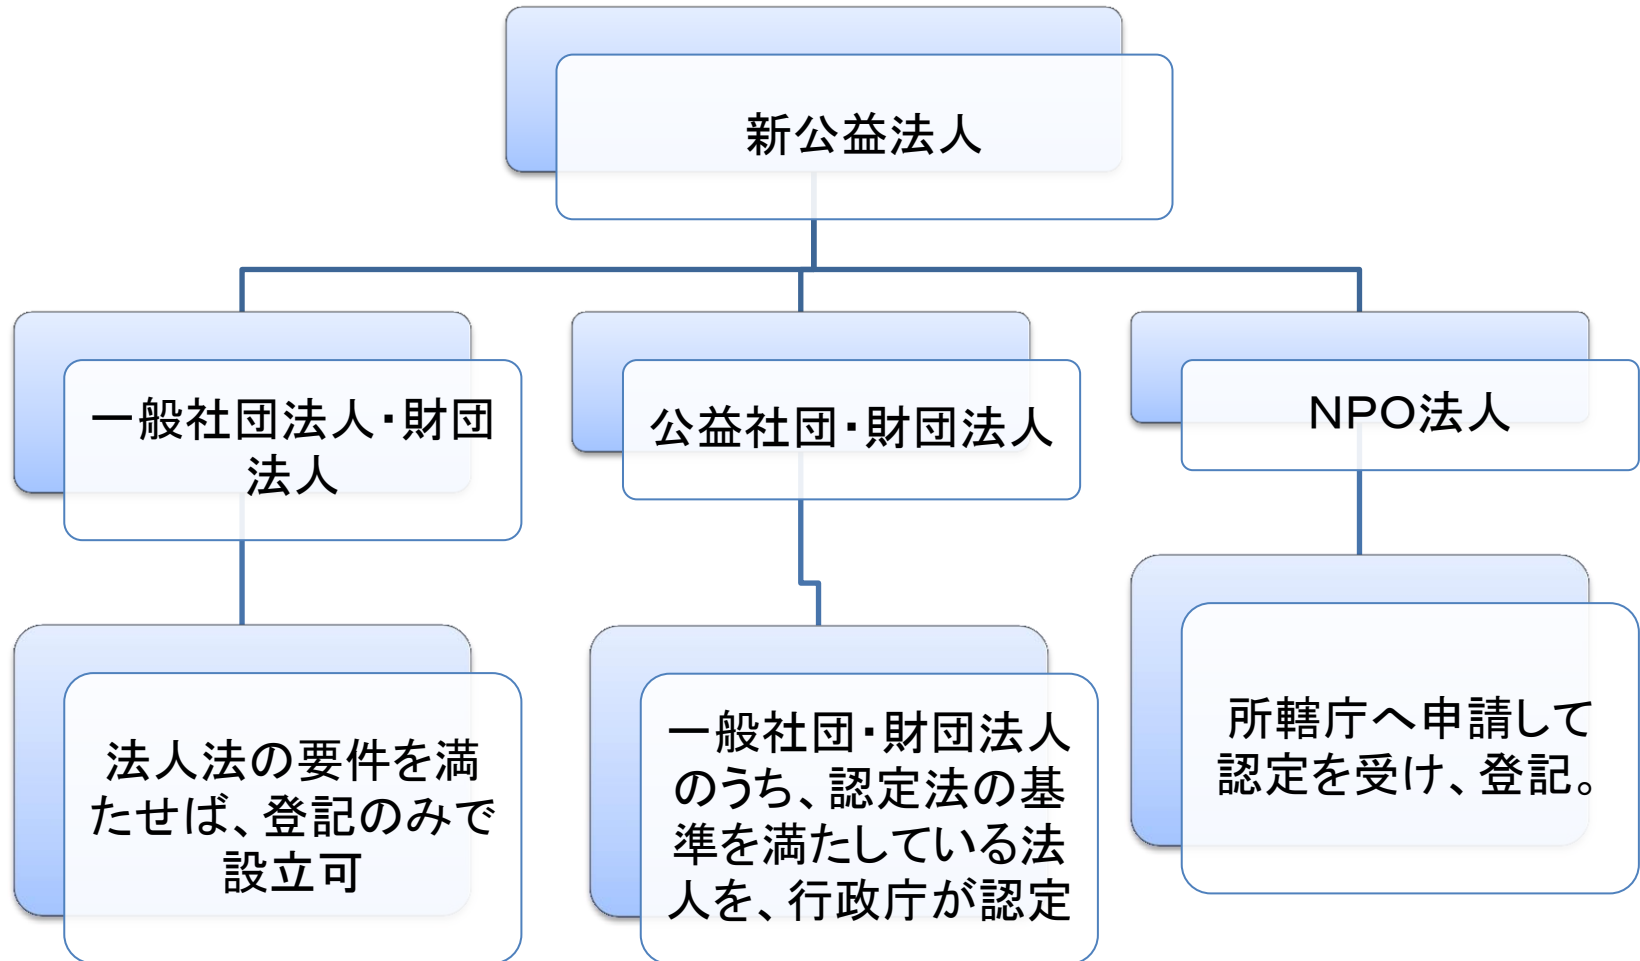 新公益法人
一般社団法人・財団
法人
公益社団・財団法人
NPO法人
法人法の要件を満
たせば、登記のみで
設立可
一般社団・財団法人
のうち、認定法の基
準を満たしている法
人を、行政庁が認定
所轄庁へ申請して
認定を受け、登記。